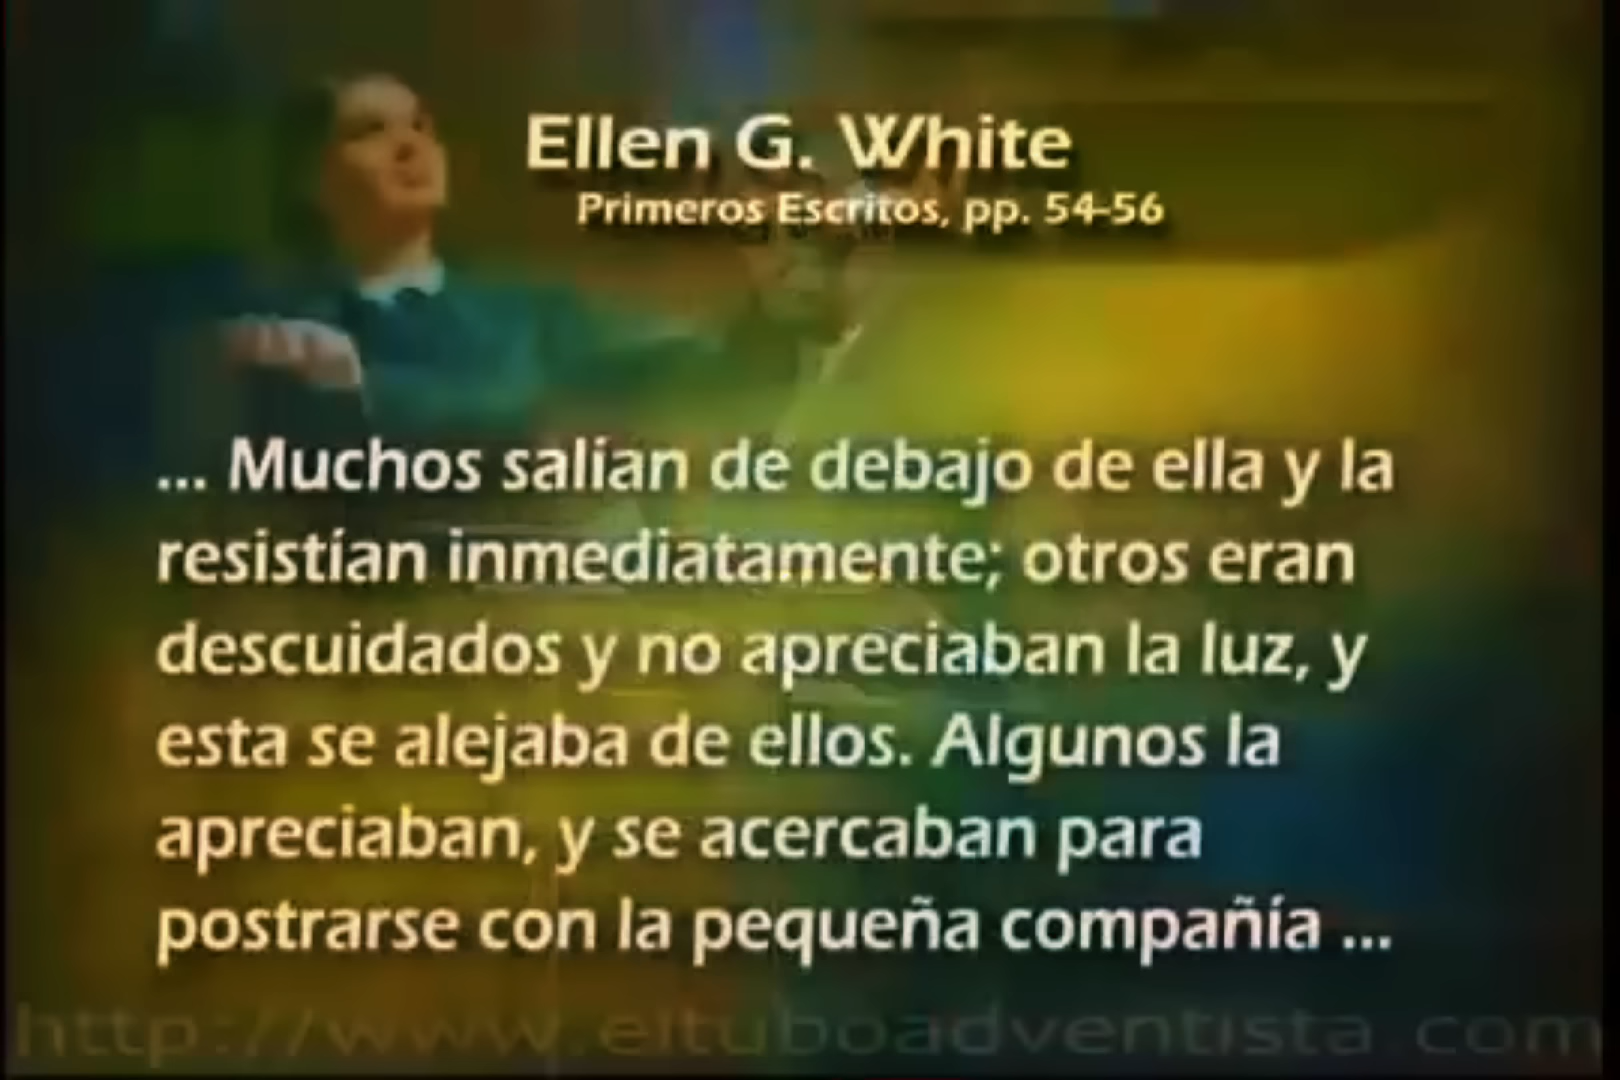 Ellen G. White
Primeros Escritos, pp. 54-56
... Muchos salían de debajo de ella y la
resistían inmediatamente; otros eran
descuidados y no apreciaban la luz, y
esta se alejaba de ellos. Algunos la
apreciaban, y se acercaban para
postrarse con la pequeña compañía ...
http://www.eltuboadventista.com